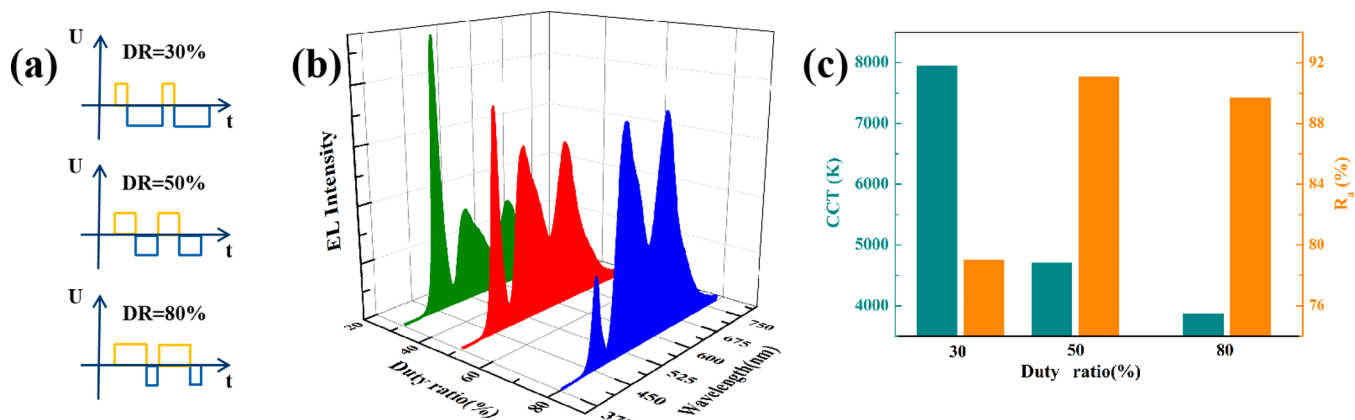 (a)
U
DR=30%
t
U
DR=50%
t
U
DR=80%
t
(b)
EL Intensity
20
40
60
80
Duty ratio(%)
450
525
600
675
750
Wavelength(nm)
(c)
CCT (K)
8000
7000
6000
5000
4000
30
50
80
Duty ratio(%)
92
88
84
80
76
Ra (%)